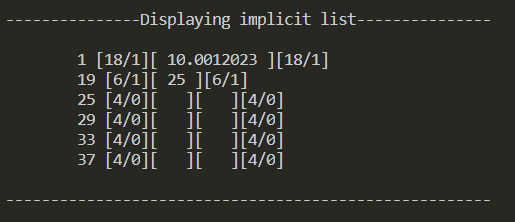 ---------------Displaying implicit list---------------
1 [18/1][ 10.0012023 ][18/1]
19 [6/1][ 25 ][6/1]
25 [4/0][   ][   ][4/0]
29 [4/0][   ][   ][4/0]
33 [4/0][   ][   ][4/0]
37 [4/0][   ][   ][4/0]
------------------------------------------------------